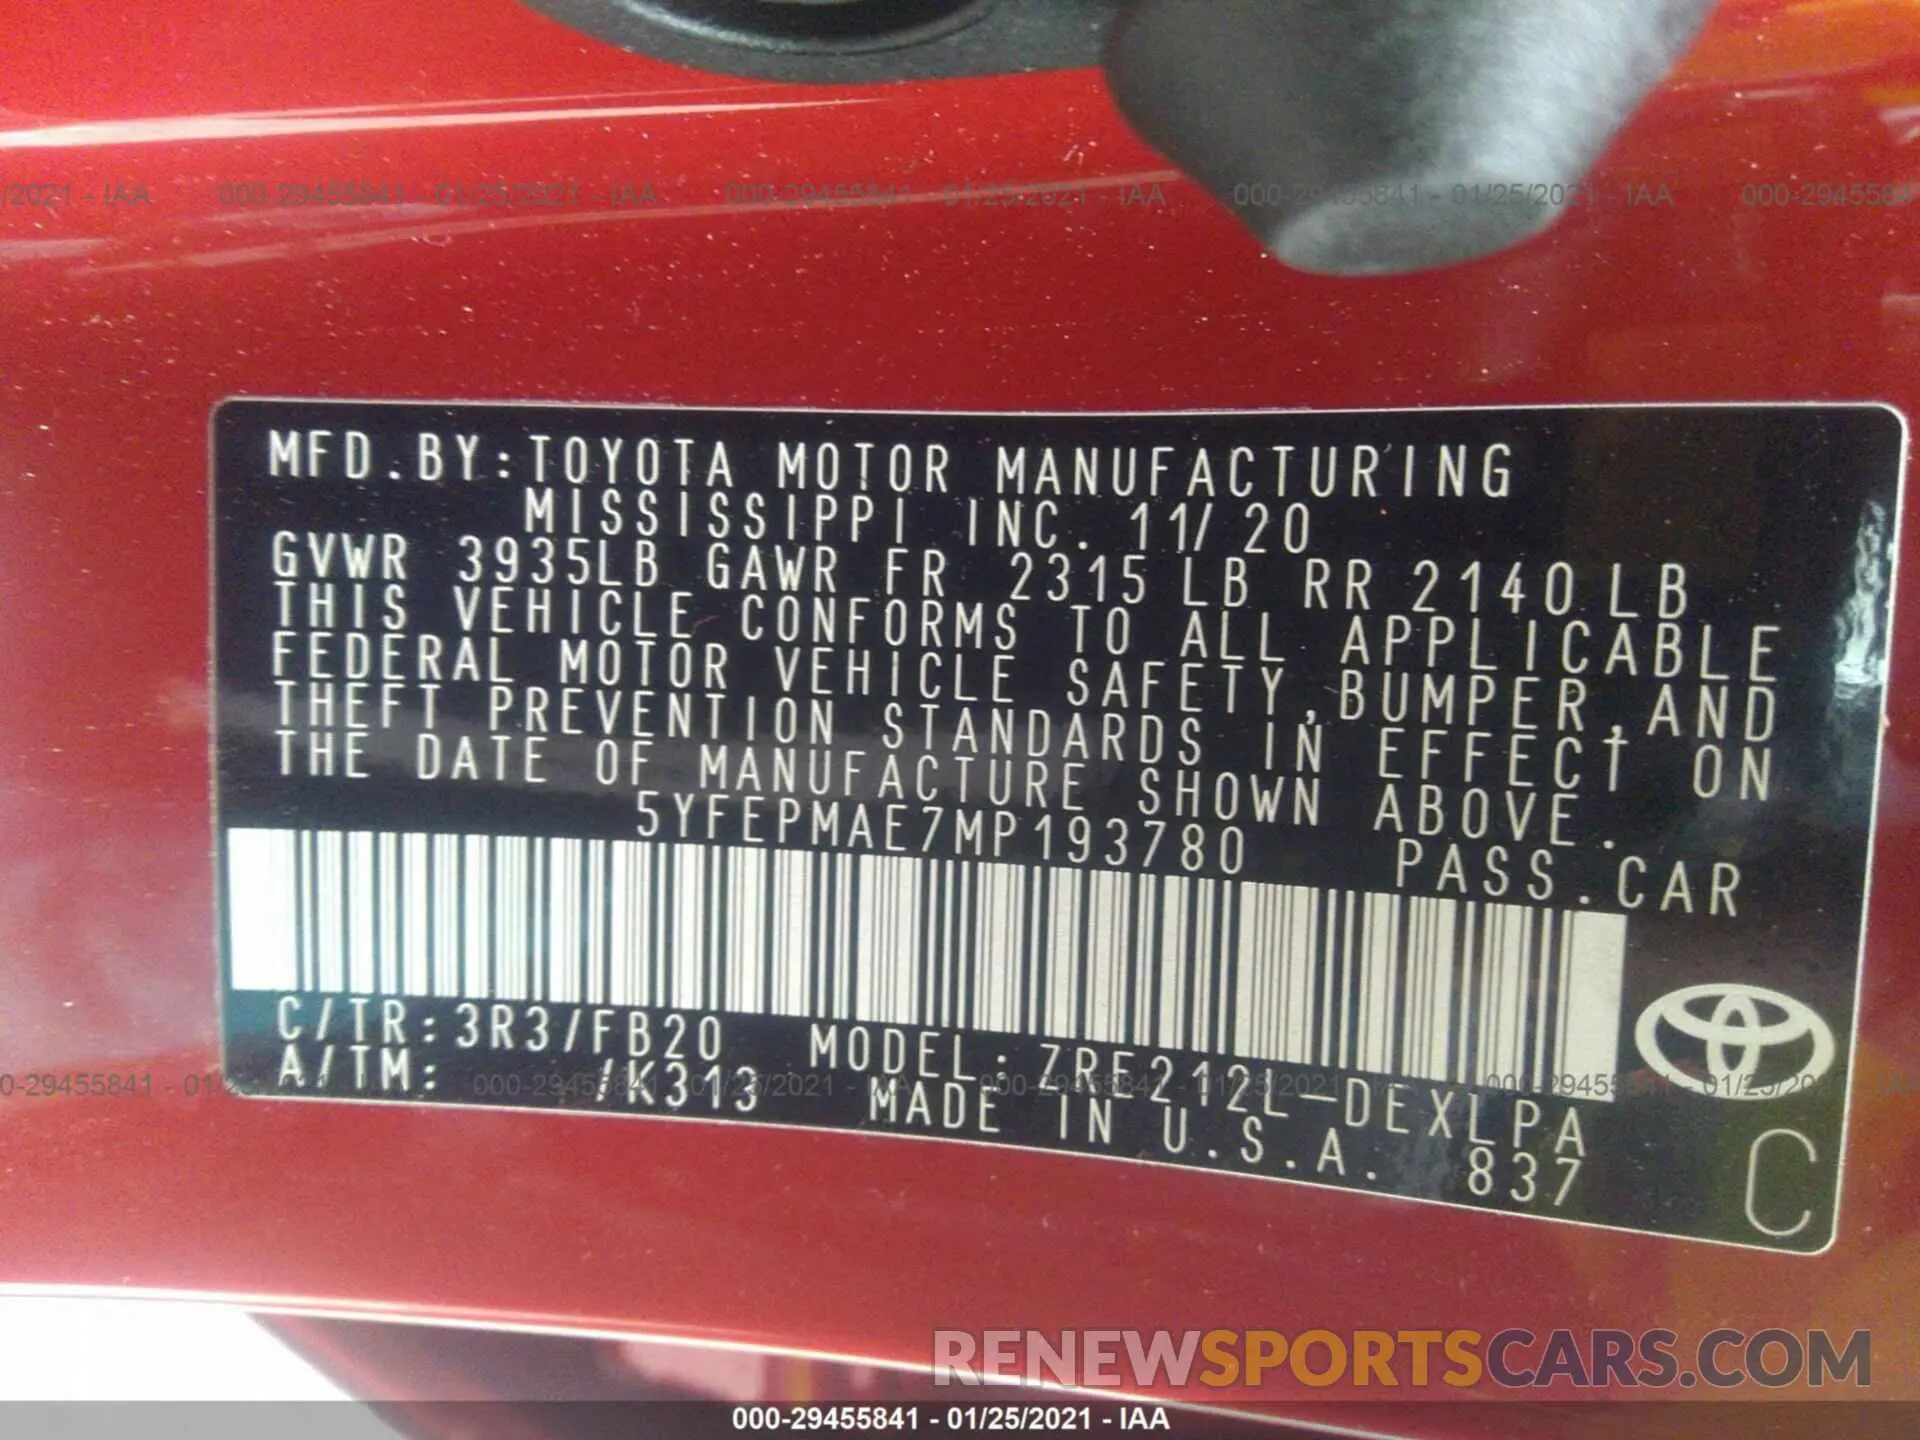 /2021 - IAA 000-29455841 - 01/25/2021 - IAA 000-29455841 - 01/25/2021 - IAA 000-29455841 - 01/25/2021 - IAA 000-2945584
MFD.BY:TOYOTA MOTOR MANUFACTURING
MISSISSIPPI INC. 11/20
GVWR 3935LB GAWR FR 2315LB RR 2140LB
THIS VEHICLE CONFORMS TO ALL APPLICABLE
FEDERAL MOTOR VEHICLE SAFETY,BUMPER,AND
THEFT PREVENTION STANDARDS IN EFFECT ON
THE DATE OF MANUFACTURE SHOWN ABOVE.
5YFEPMAE7MP193780 PASS.CAR
C/TR:3R3/FB20 MODEL:ZRE212L-DEXLPA
A/TM: /K313 MADE IN U.S.A. 837
C
RENEWSPORTSCARS.COM
000-29455841 - 01/25/2021 - IAA